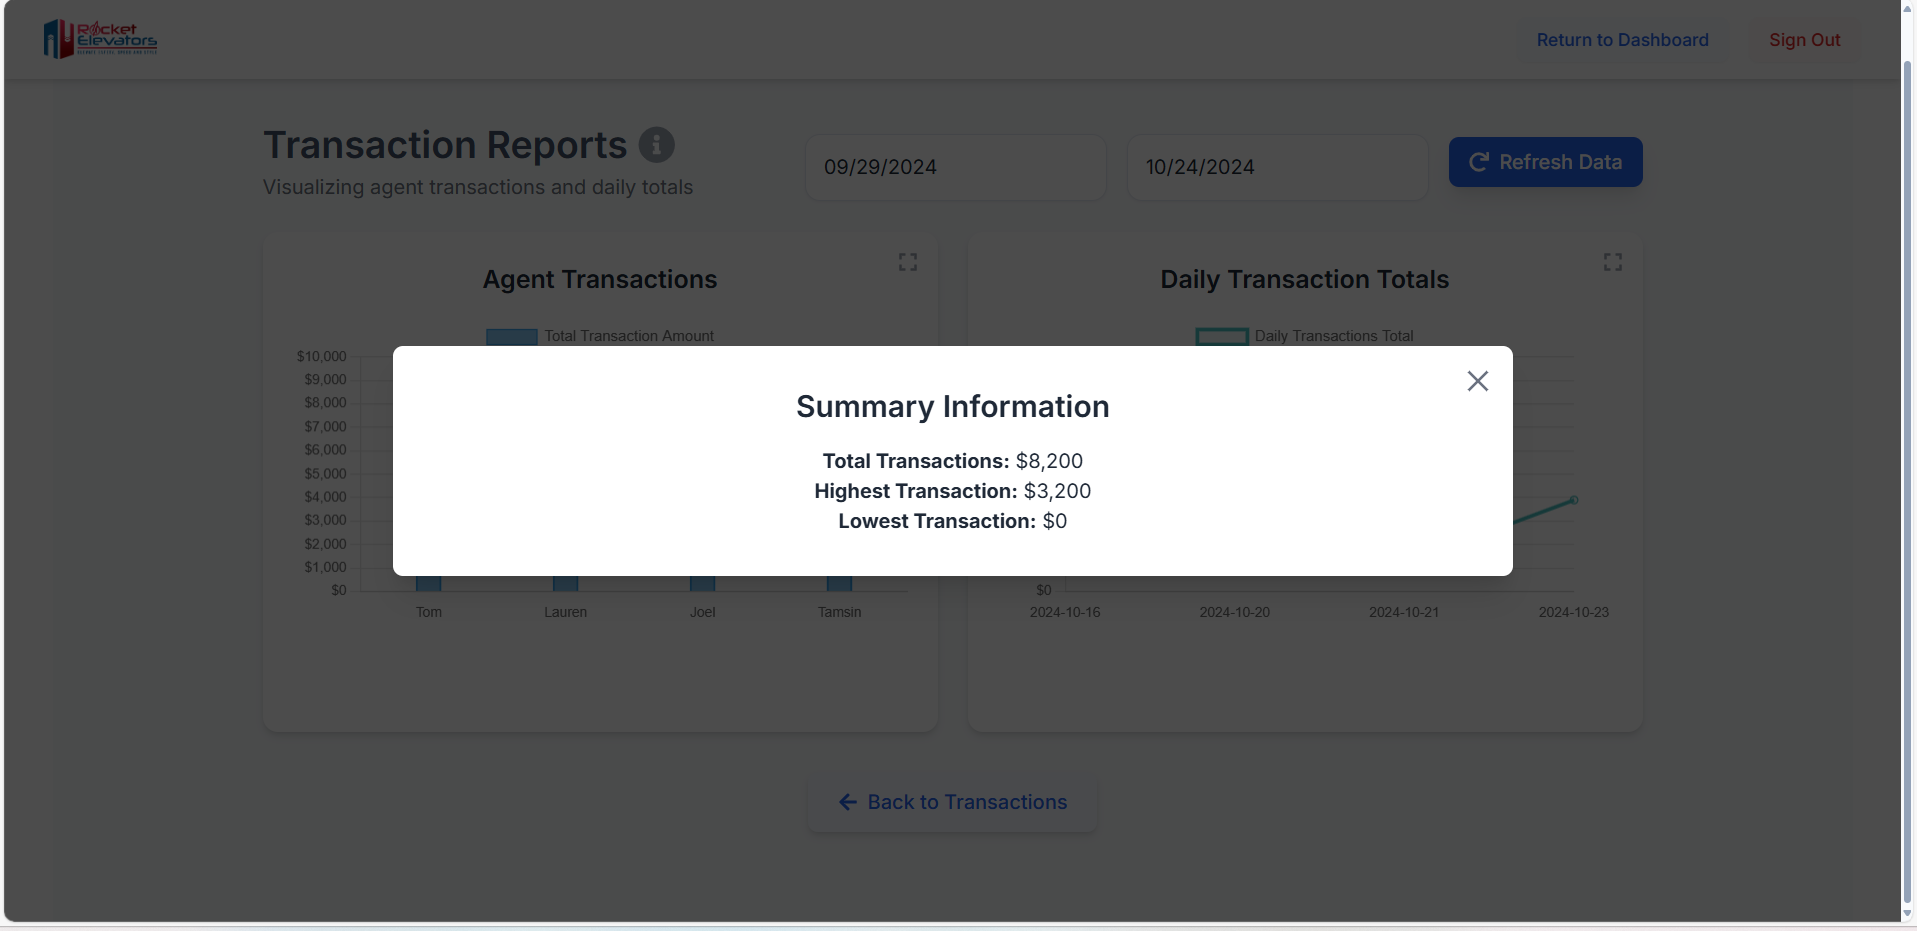 Rocket
Elevators
Return to Dashboard
Sign Out
Transaction Reports
Visualizing agent transactions and daily totals
09/29/2024
10/24/2024
Refresh Data
Agent Transactions
Total Transaction Amount
$10,000
$9,000
$8,000
$7,000
$6,000
$5,000
$4,000
$3,000
$2,000
$1,000
$0
Tom Lauren Joel Tamsin
Daily Transaction Totals
Daily Transactions Total
$0
2024-10-16 2024-10-20 2024-10-21 2024-10-23
Summary Information
Total Transactions: $8,200
Highest Transaction: $3,200
Lowest Transaction: $0
Back to Transactions